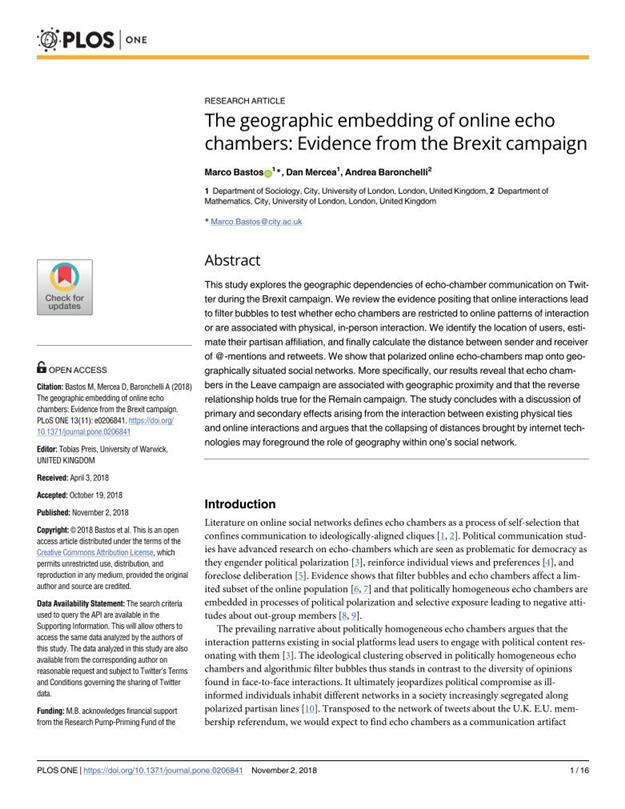 PLOS ONE
RESEARCH ARTICLE
The geographic embedding of online echo
chambers: Evidence from the Brexit campaign
Marco Bastos 1*, Dan Mercea1, Andrea Baronchelli2
1 Department of Sociology, City, University of London, London, United Kingdom, 2 Department of
Mathematics, City, University of London, London, United Kingdom
* Marco.Bastos@city.ac.uk
Abstract
This study explores the geographic dependencies of echo-chamber communication on Twit-
ter during the Brexit campaign. We review the evidence positing that online interactions lead
to filter bubbles to test whether echo chambers are restricted to online patterns of interaction
or are associated with physical, in-person interaction. We identify the location of users, esti-
mate their partisan affiliation, and finally calculate the distance between sender and receiver
of @-mentions and retweets. We show that polarized online echo-chambers map onto geo-
graphically situated social networks. More specifically, our results reveal that echo cham-
bers in the Leave campaign are associated with geographic proximity and that the reverse
relationship holds true for the Remain campaign. The study concludes with a discussion of
primary and secondary effects arising from the interaction between existing physical ties
and online interactions and argues that the collapsing of distances brought by internet tech-
nologies may foreground the role of geography within one's social network.
Check for
updates
OPEN ACCESS
Citation: Bastos M, Mercea D, Baronchelli A (2018)
The geographic embedding of online echo
chambers: Evidence from the Brexit campaign.
PLoS ONE 13(11): e0206841. https://doi.org/
10.1371/journal.pone.0206841
Editor: Tobias Preis, University of Warwick,
UNITED KINGDOM
Received: April 3, 2018
Accepted: October 19, 2018
Published: November 2, 2018
Copyright: © 2018 Bastos et al. This is an open
access article distributed under the terms of the
Creative Commons Attribution License, which
permits unrestricted use, distribution, and
reproduction in any medium, provided the original
author and source are credited.
Data Availability Statement: The search criteria
used to query the API are available in the
Supporting Information. This will allow others to
access the same data analyzed by the authors of
this study. The data analyzed in this study are also
available from the corresponding author on
reasonable request and subject to Twitter's Terms
and Conditions governing the sharing of Twitter
data.
Funding: M.B. acknowledges financial support
from the Research Pump-Priming Fund of the
Introduction
Literature on online social networks defines echo chambers as a process of self-selection that
confines communication to ideologically-aligned cliques [1, 2]. Political communication stud-
ies have advanced research on echo-chambers which are seen as problematic for democracy as
they engender political polarization [3], reinforce individual views and preferences [4], and
foreclose deliberation [5]. Evidence shows that filter bubbles and echo chambers affect a lim-
ited subset of the online population [6, 7] and that politically homogeneous echo chambers are
embedded in processes of political polarization and selective exposure leading to negative atti-
tudes about out-group members [8, 9].
The prevailing narrative about politically homogeneous echo chambers argues that the
interaction patterns existing in social platforms lead users to engage with political content res-
onating with them [3]. The ideological clustering observed in politically homogeneous echo
chambers and algorithmic filter bubbles thus stands in contrast to the diversity of opinions
found in face-to-face interactions. It ultimately jeopardizes political compromise as ill-
informed individuals inhabit different networks in a society increasingly segregated along
polarized partisan lines [10]. Transposed to the network of tweets about the U.K. E.U. mem-
bership referendum, we would expect to find echo chambers as a communication artifact
PLOS ONE | https://doi.org/10.1371/journal.pone.0206841 November 2, 2018
1 / 16